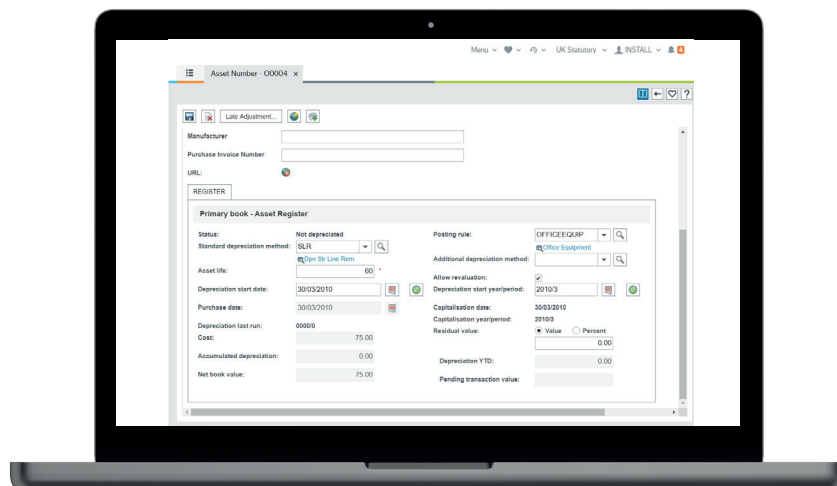 Menu UK Statutory INSTALL 4
Asset Number - O0004 ×
?
Late Adjustment...
Manufacturer
Purchase Invoice Number
URL:
REGISTER
Primary book - Asset Register
Status: Not depreciated Posting rule: OFFICEEQUIP
Office Equipment
Standard depreciation method: SLR Additional depreciation method:
Dpn Str Line Rem
Asset life: 60 * Allow revaluation:
Depreciation start date: 30/03/2010 Depreciation start year/period: 2010/3
Purchase date: 30/03/2010 Capitalisation date: 30/03/2010
Capitalisation year/period: 2010/3
Depreciation last run: 0000/0 Residual value: Value Percent
Cost: 75.00 0.00
Accumulated depreciation: 0.00 Depreciation YTD: 0.00
Net book value: 75.00 Pending transaction value: